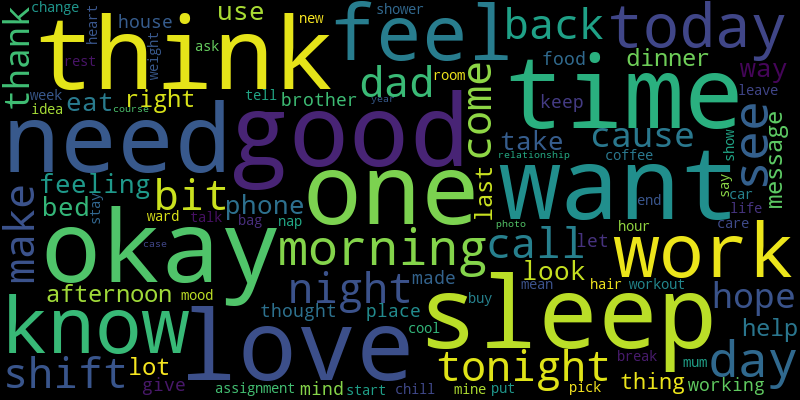 change
heart
house
use
new
shower
back
today
thank
think
weight
ask
feel
dinner
way
rest
dad
room
food
week
idea
eat
right
course
tell
brother
year
come
time
keep
leave
need
good
take
cause
see
show
message
relationship
coffee
feeling
bit
one
last
want
say
car
life
make
bed
stay
ward
talk
phone
bag
nap
photo
end
care
okay
case
morning
call
let
hour
work
look
afternoon
mood
night
made
sleep
mean
hair
workout
hope
know
love
thought
place
buy
cool
help
shift
lot
give
tonight
break
mum
day
assignment
mind
start
chill
mine
put
pick
thing
working